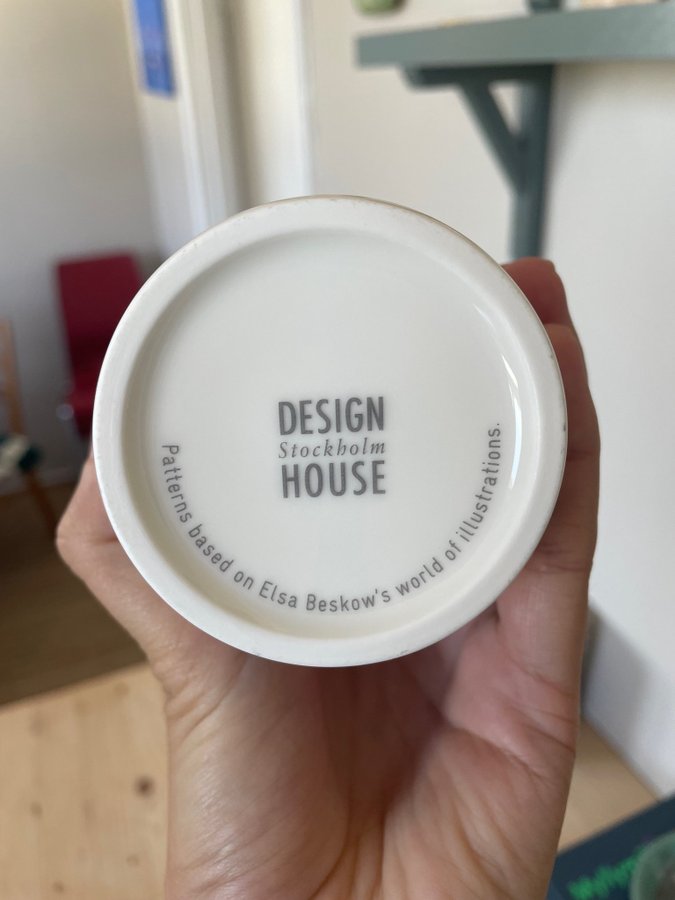 DESIGN
Stockholm
HOUSE
Patterns based on Elsa Beskow's world of illustrations.